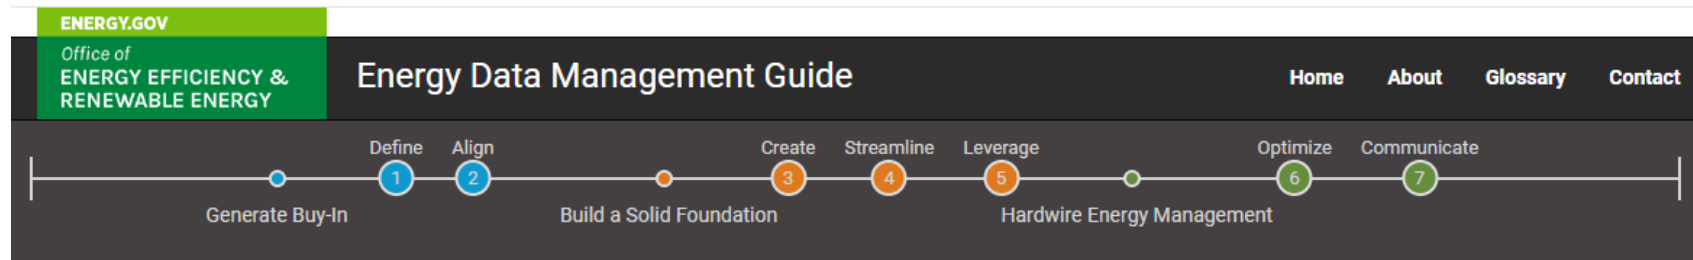 ENERGY.GOV
Office of
ENERGY EFFICIENCY &
RENEWABLE ENERGY
Energy Data Management Guide
Home About Glossary Contact
Define Align Create Streamline Leverage Optimize Communicate
1 2 3 4 5 6 7
Generate Buy-In Build a Solid Foundation Hardwire Energy Management